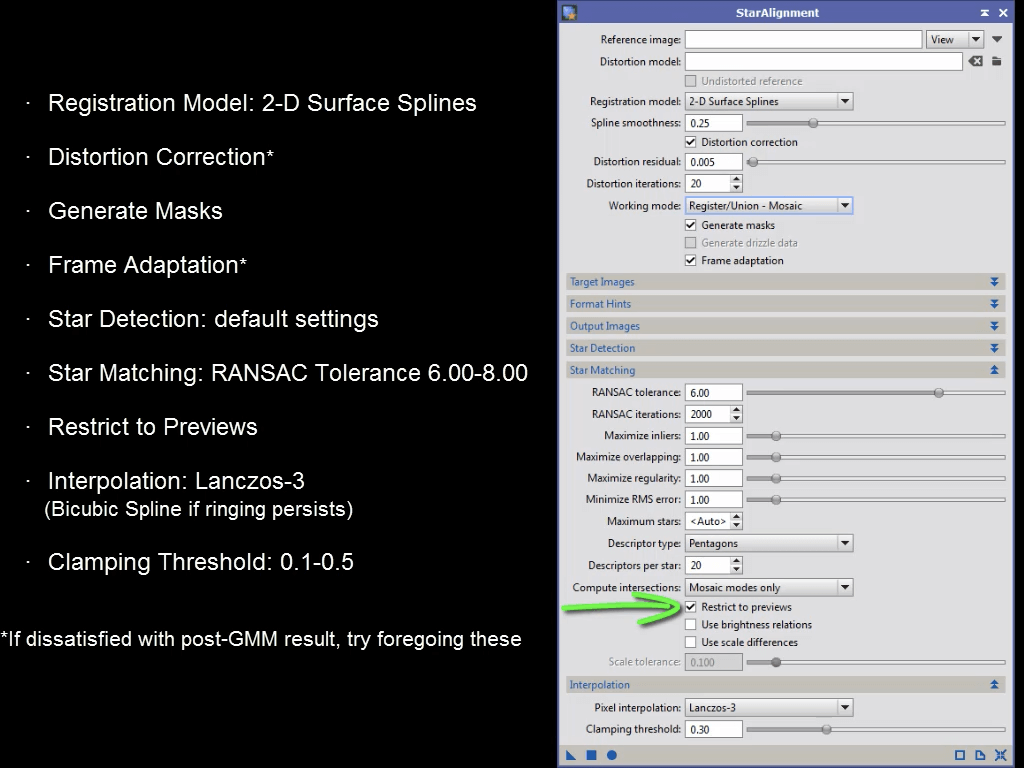 · Registration Model: 2-D Surface Splines
· Distortion Correction*
· Generate Masks
· Frame Adaptation*
· Star Detection: default settings
· Star Matching: RANSAC Tolerance 6.00-8.00
· Restrict to Previews
· Interpolation: Lanczos-3
(Bicubic Spline if ringing persists)
· Clamping Threshold: 0.1-0.5
*If dissatisfied with post-GMM result, try foregoing these
StarAlignment
Reference image: View
Distortion model:
Undistorted reference
Registration model: 2-D Surface Splines
Spline smoothness: 0.25
Distortion correction
Distortion residual: 0.005
Distortion iterations: 20
Working mode: Register/Union - Mosaic
Generate masks
Generate drizzle data
Frame adaptation
Target Images
Format Hints
Output Images
Star Detection
Star Matching
RANSAC tolerance: 6.00
RANSAC iterations: 2000
Maximize inliers: 1.00
Maximize overlapping: 1.00
Maximize regularity: 1.00
Minimize RMS error: 1.00
Maximum stars: <Auto>
Descriptor type: Pentagons
Descriptors per star: 20
Compute intersections: Mosaic modes only
Restrict to previews
Use brightness relations
Use scale differences
Scale tolerance: 0.100
Interpolation
Pixel interpolation: Lanczos-3
Clamping threshold: 0.30